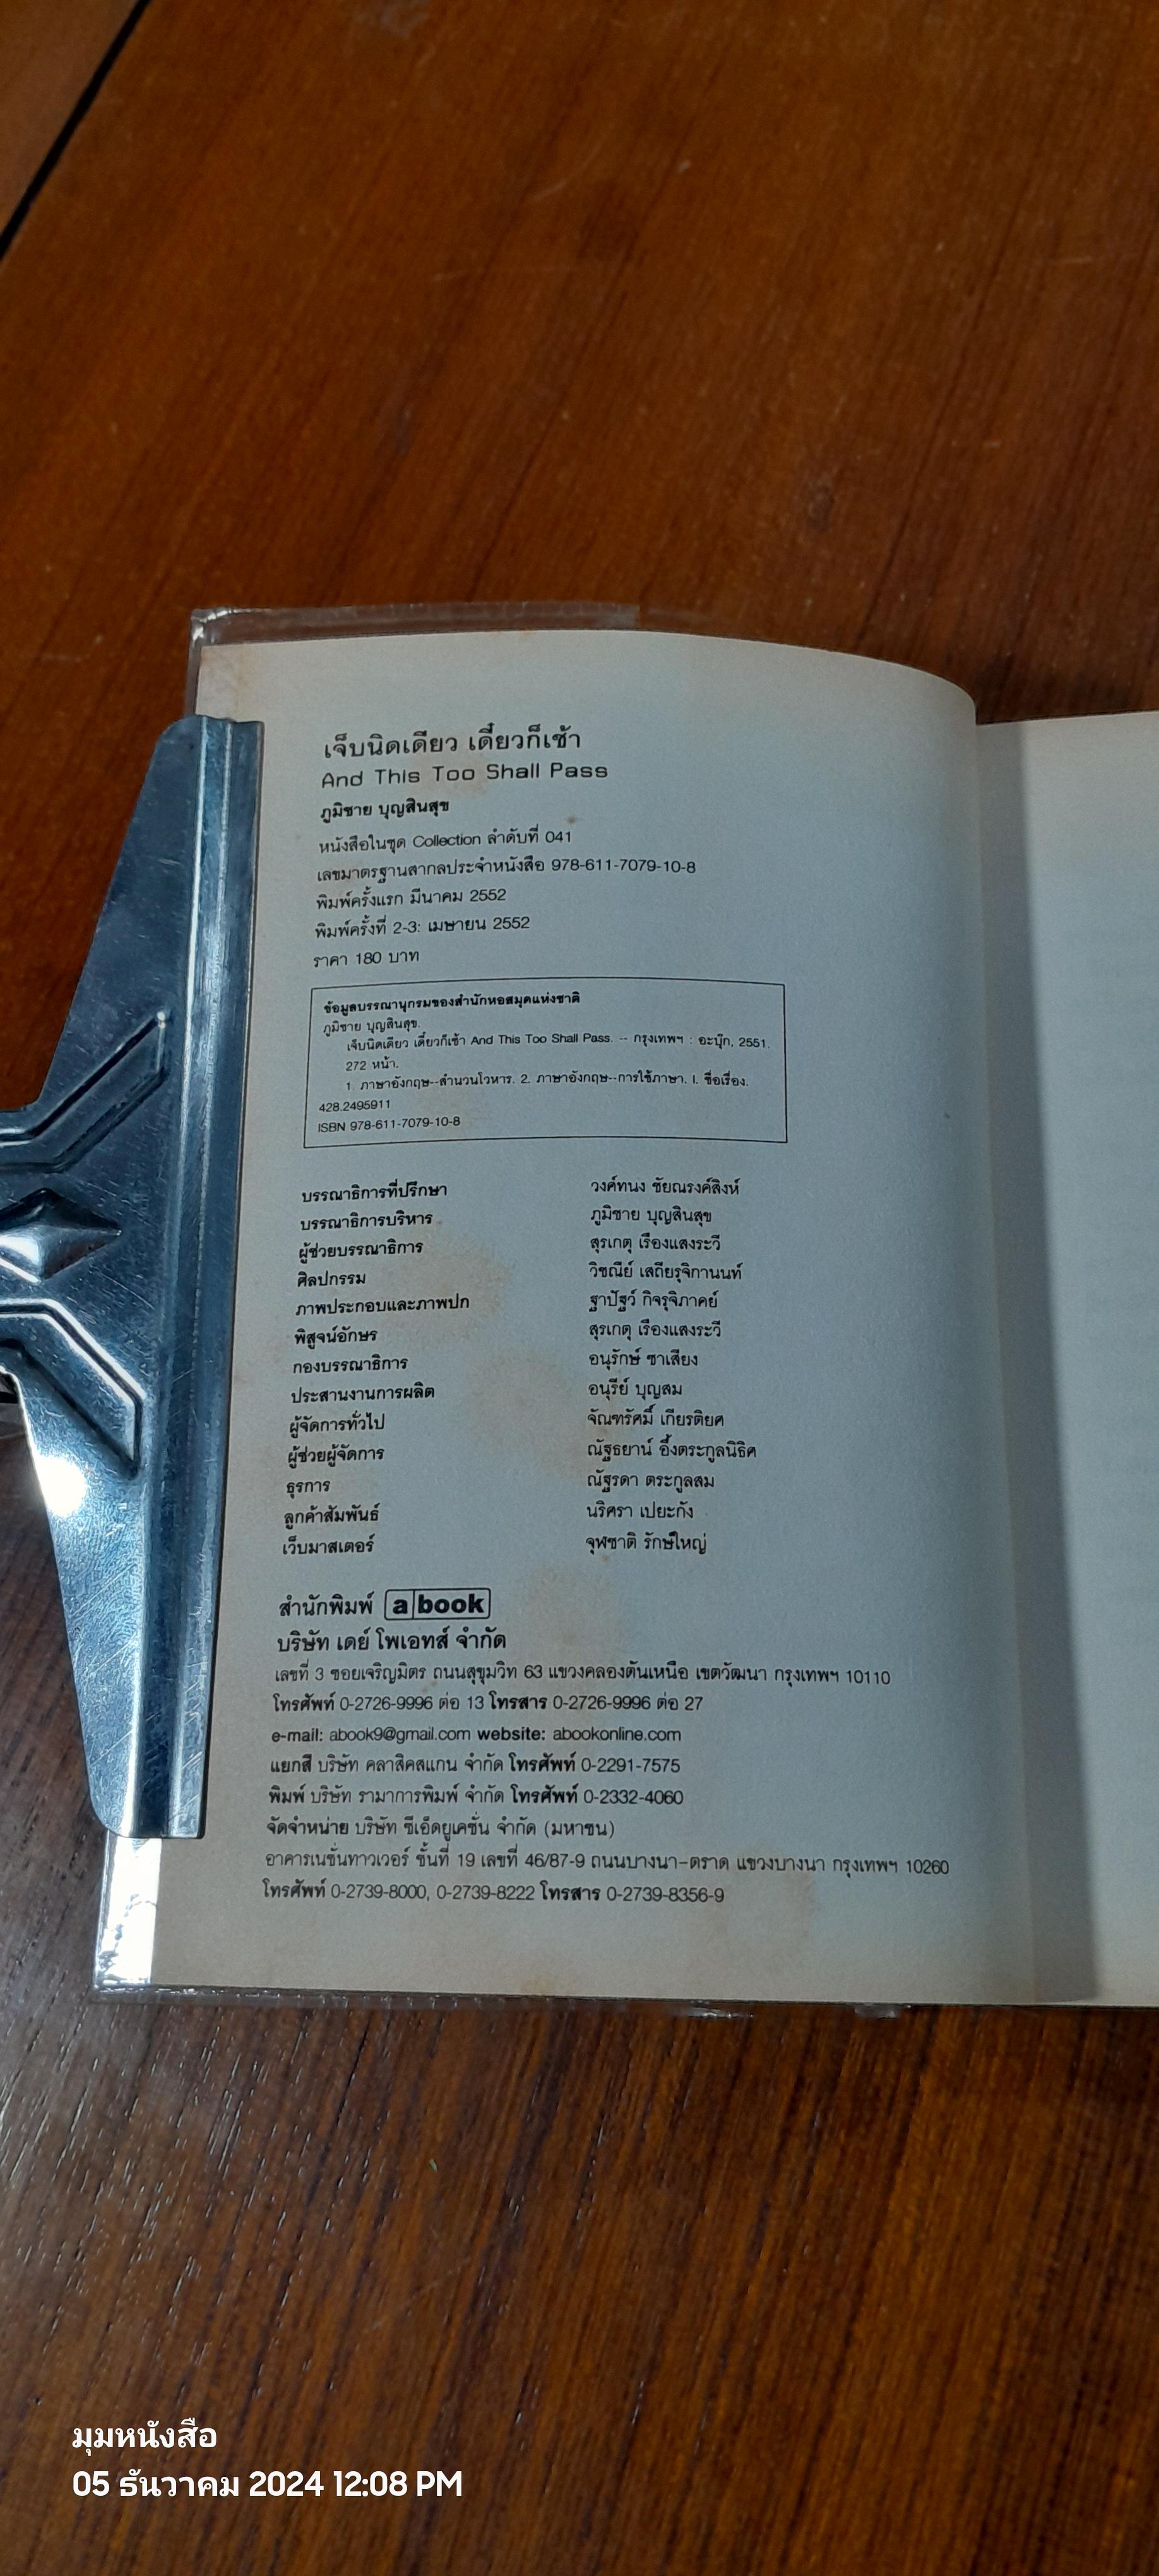 เจ็บนิดเดียว เดี๋ยวก็เช้า
And This Too Shall Pass
ภูมิชาย บุญสินสุข
หนังสือในชุด Collection ลำดับที่ 041
เลขมาตรฐานสากลประจำหนังสือ 978-611-7079-10-8
พิมพ์ครั้งแรก มีนาคม 2552
พิมพ์ครั้งที่ 2-3: เมษายน 2552
ราคา 180 บาท
ข้อมูลบรรณานุกรมของสำนักหอสมุดแห่งชาติ
ภูมิชาย บุญสินสุข.
เจ็บนิดเดียว เดี๋ยวก็เช้า And This Too Shall Pass. -- กรุงเทพฯ : อะบุ๊ก, 2551.
272 หน้า.
1. ภาษาอังกฤษ--สำนวนโวหาร. 2. ภาษาอังกฤษ--การใช้ภาษา. I. ชื่อเรื่อง.
428.2495911
ISBN 978-611-7079-10-8
บรรณาธิการที่ปรึกษา วงศ์ทนง ชัยณรงค์สิงห์
บรรณาธิการบริหาร ภูมิชาย บุญสินสุข
ผู้ช่วยบรรณาธิการ สุรเกตุ เรืองแสงระวี
ศิลปกรรม วิชณีย์ เสถียรุจิกานนท์
ภาพประกอบและภาพปก ฐาปัฐว์ กิจรุจิภาคย์
พิสูจน์อักษร สุรเกตุ เรืองแสงระวี
กองบรรณาธิการ อนุรักษ์ ชาเสียง
ประสานงานการผลิต อนุรีย์ บุญสม
ผู้จัดการทั่วไป จัณฑรัศมิ์ เกียรติยศ
ผู้ช่วยผู้จัดการ ณัฐธยาน์ อึ้งตระกูลนิธิศ
ธุรการ ณัฐรดา ตระกูลสม
ลูกค้าสัมพันธ์ นริศรา เปยะกัง
เว็บมาสเตอร์ จุฬชาติ รักษ์ใหญ่
สำนักพิมพ์ a book
บริษัท เดย์ โพเอทส์ จำกัด
เลขที่ 3 ซอยเจริญมิตร ถนนสุขุมวิท 63 แขวงคลองตันเหนือ เขตวัฒนา กรุงเทพฯ 10110
โทรศัพท์ 0-2726-9996 ต่อ 13 โทรสาร 0-2726-9996 ต่อ 27
e-mail: abook9@gmail.com website: abookonline.com
แยกสี บริษัท คลาสิคสแกน จำกัด โทรศัพท์ 0-2291-7575
พิมพ์ บริษัท รามาการพิมพ์ จำกัด โทรศัพท์ 0-2332-4060
จัดจำหน่าย บริษัท ซีเอ็ดยูเคชั่น จำกัด (มหาชน)
อาคารเนชั่นทาวเวอร์ ชั้นที่ 19 เลขที่ 46/87-9 ถนนบางนา-ตราด แขวงบางนา กรุงเทพฯ 10260
โทรศัพท์ 0-2739-8000, 0-2739-8222 โทรสาร 0-2739-8356-9
มุมหนังสือ
05 ธันวาคม 2024 12:08 PM